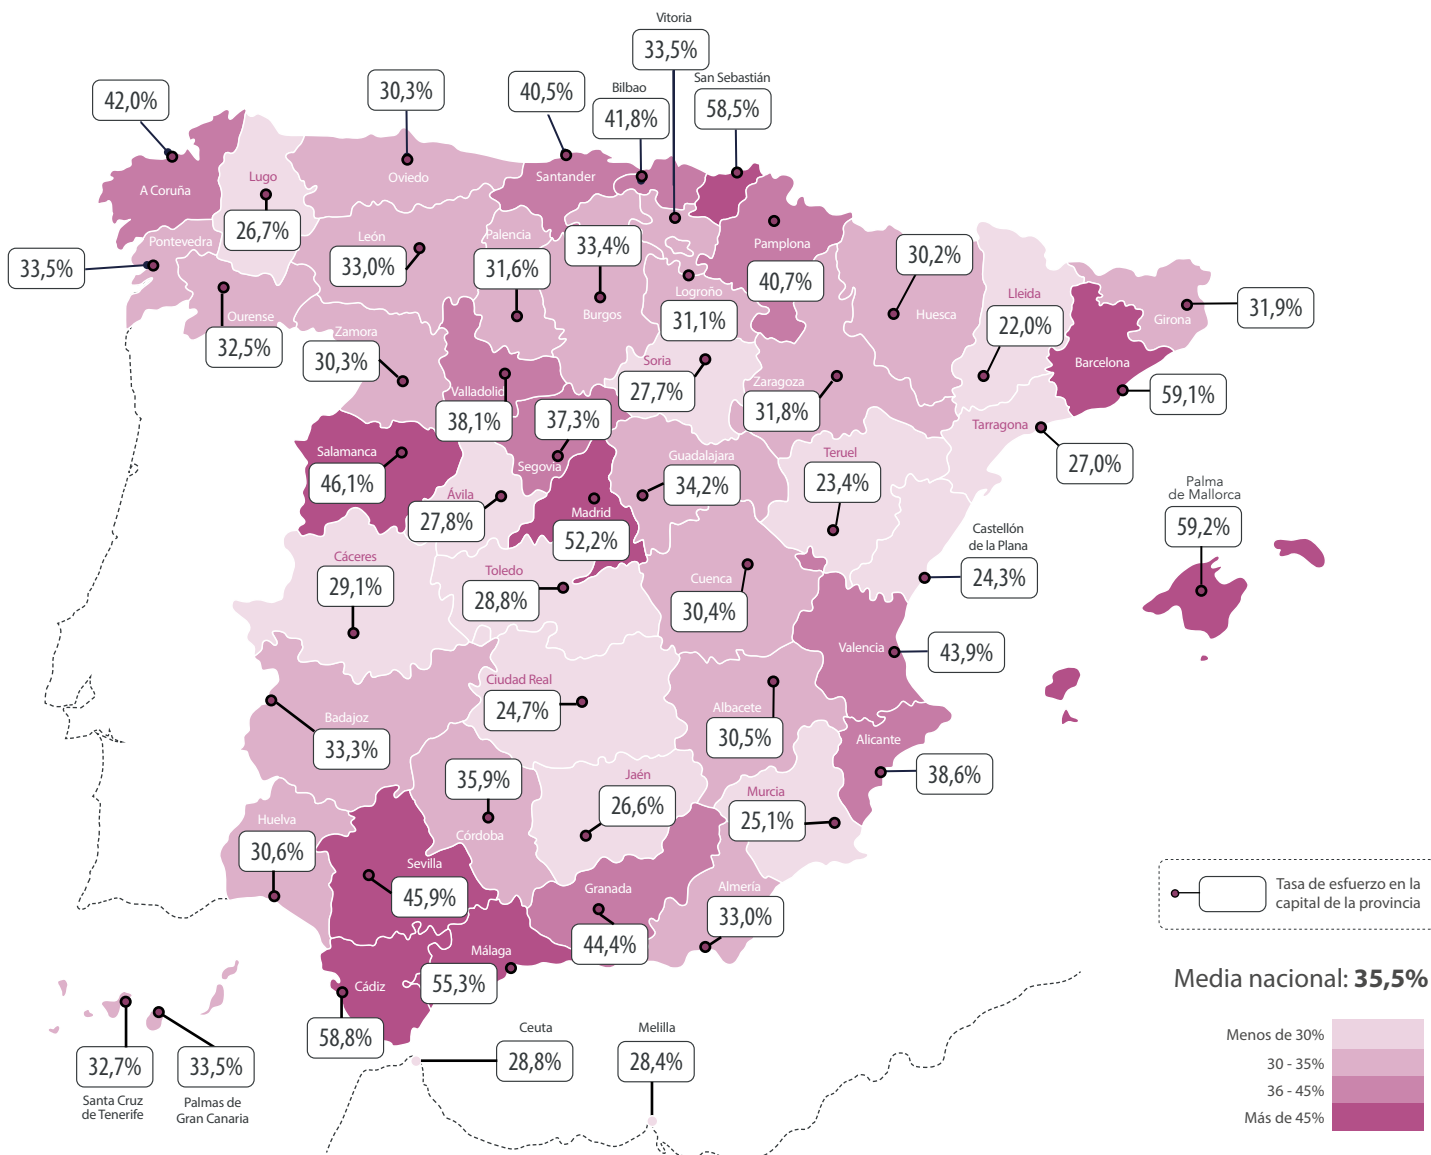 Vitoria
33,5%
San Sebastián
58,5%
Bilbao
41,8%
40,5%
Santander
30,3%
Oviedo
42,0%
A Coruña
Lugo
26,7%
Pontevedra
33,5%
Ourense
32,5%
León
33,0%
Palencia
31,6%
33,4%
Burgos
Logroño
31,1%
Pamplona
40,7%
30,2%
Huesca
Lleida
22,0%
Girona
31,9%
Barcelona
59,1%
Tarragona
27,0%
Zamora
30,3%
Valladolid
38,1%
Soria
27,7%
Zaragoza
31,8%
37,3%
Segovia
Salamanca
46,1%
Ávila
27,8%
Madrid
52,2%
Guadalajara
34,2%
Teruel
23,4%
Castellón
de la Plana
24,3%
Palma
de Mallorca
59,2%
Cáceres
29,1%
Toledo
28,8%
Cuenca
30,4%
Valencia
43,9%
Ciudad Real
24,7%
Badajoz
33,3%
Albacete
30,5%
Alicante
38,6%
35,9%
Córdoba
Jaén
26,6%
Murcia
25,1%
Huelva
30,6%
Sevilla
45,9%
Granada
44,4%
Almería
33,0%
Málaga
55,3%
Cádiz
58,8%
Ceuta
28,8%
Melilla
28,4%
32,7%
Santa Cruz
de Tenerife
33,5%
Palmas de
Gran Canaria
Tasa de esfuerzo en la
capital de la provincia
Media nacional: 35,5%
Menos de 30%
30 - 35%
36 - 45%
Más de 45%